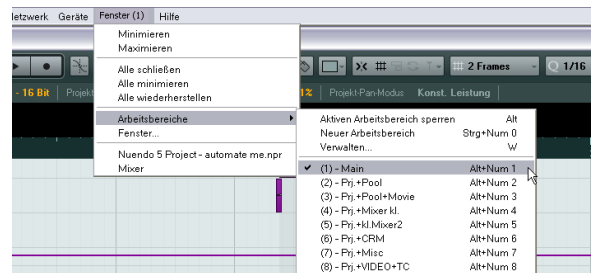 letzwerk Geräte Fenster (1) Hilfe
Minimieren
Maximieren
2 Frames
1/16
Alle schließen
- 16 Bit
Projekt
Alle minimieren
1%
Projekt-Pan-Modus
Konst. Leistung
Alle wiederherstellen
Arbeitsbereiche
Fenster...
Nuendo 5 Project - automate me.npr
Mixer
Aktiven Arbeitsbereich sperren Alt
Neuer Arbeitsbereich Strg+Num 0
Verwalten... W
(1) - Main Alt+Num 1
(2) - Prj.+Pool Alt+Num 2
(3) - Prj.+Pool+Movie Alt+Num 3
(4) - Prj.+Mixer kl. Alt+Num 4
(5) - Prj.+kl.Mixer2 Alt+Num 5
(6) - Prj.+CRM Alt+Num 6
(7) - Prj.+Misc Alt+Num 7
(8) - Prj.+VIDEO+TC Alt+Num 8